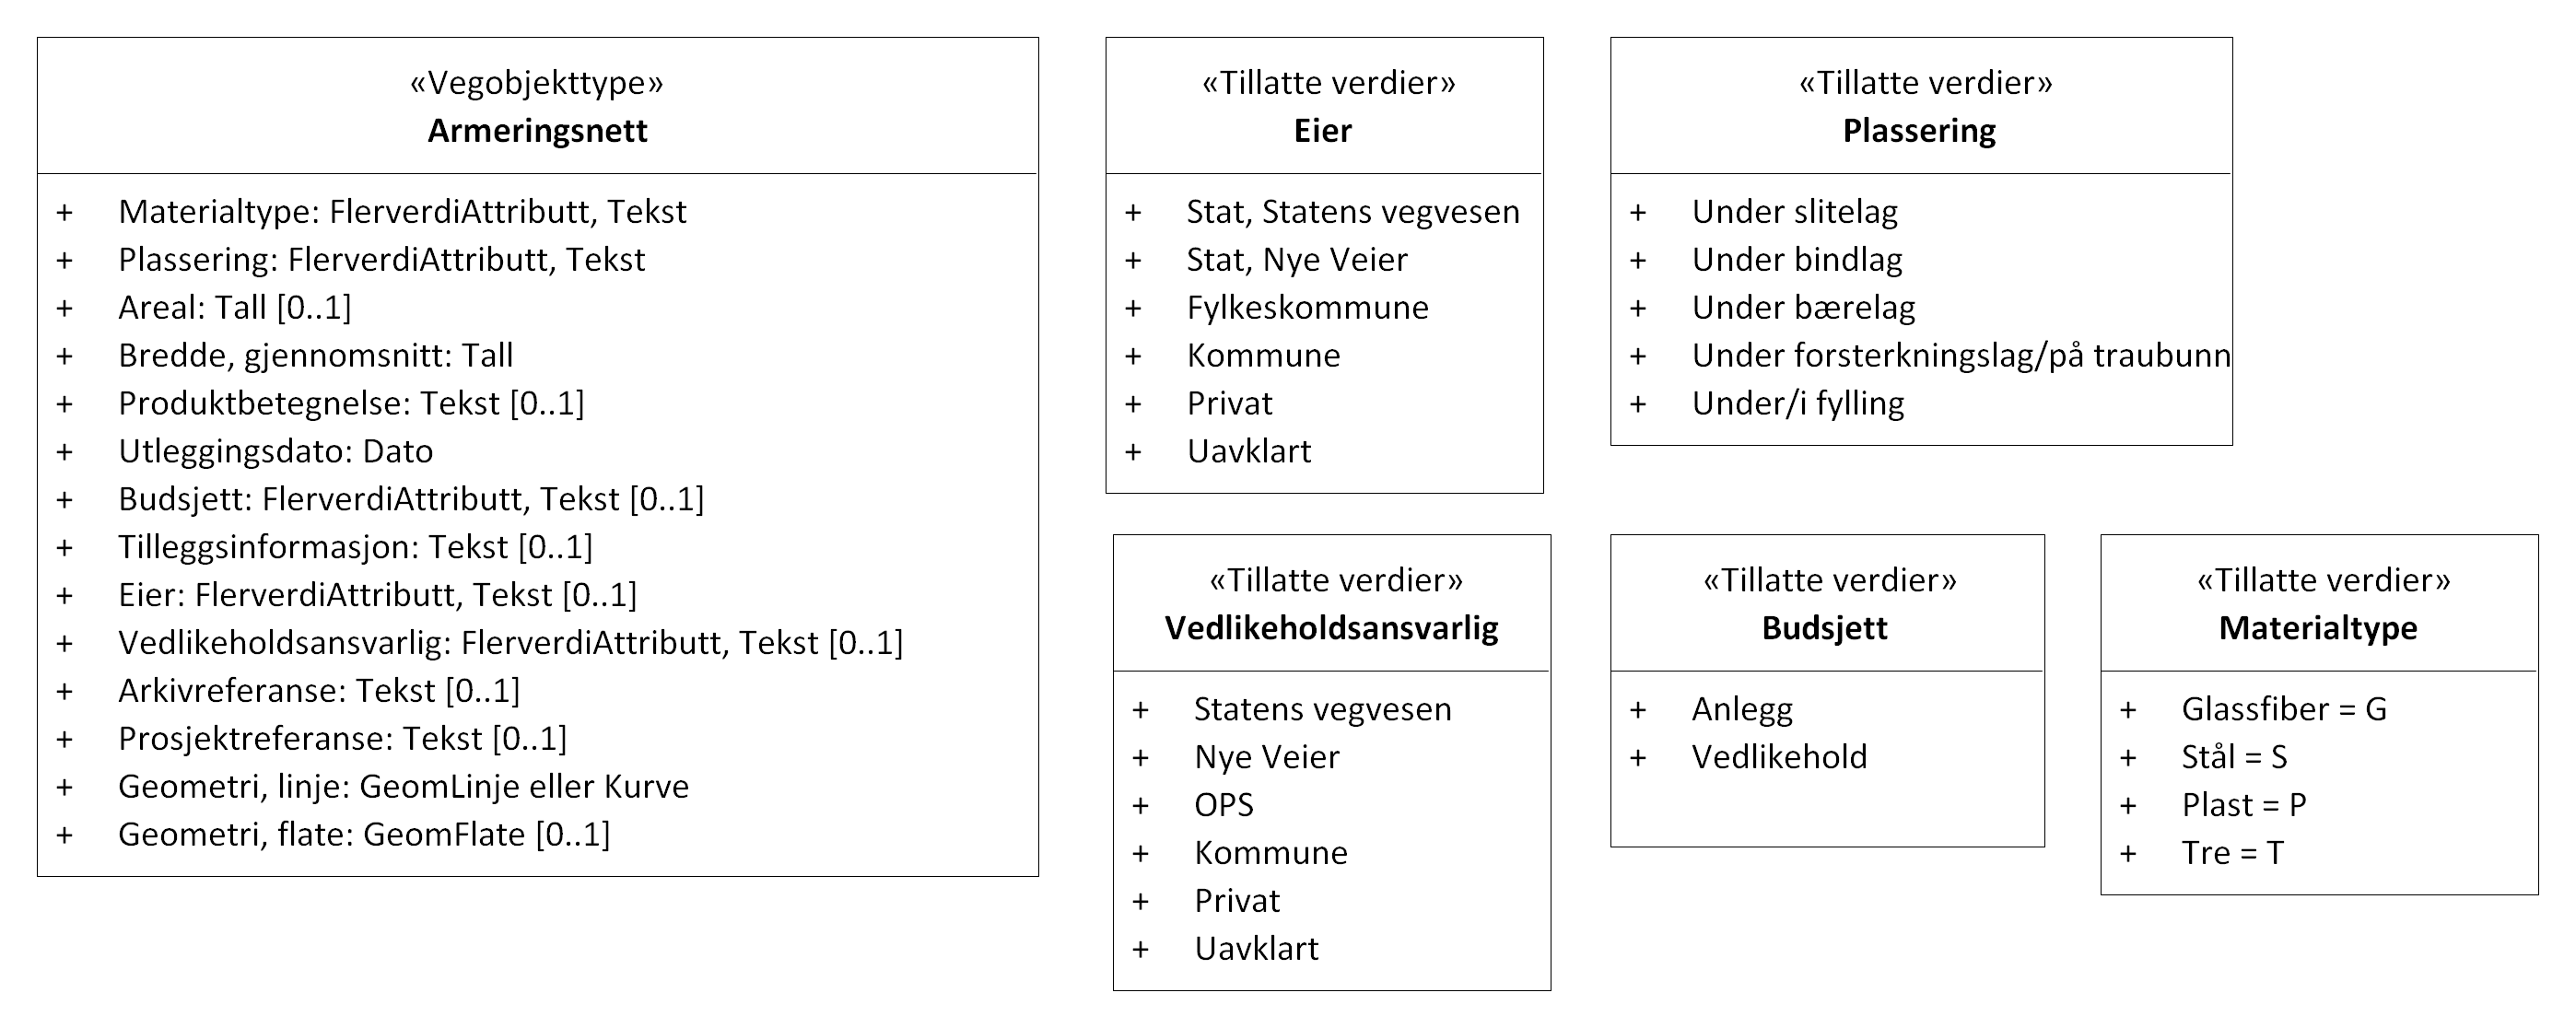 «Vegobjekttype»
Armeringsnett
+ Materialtype: FlerverdiAttributt, Tekst
+ Plassering: FlerverdiAttributt, Tekst
+ Areal: Tall [0..1]
+ Bredde, gjennomsnitt: Tall
+ Produktbetegnelse: Tekst [0..1]
+ Utleggingsdato: Dato
+ Budsjett: FlerverdiAttributt, Tekst [0..1]
+ Tilleggsinformasjon: Tekst [0..1]
+ Eier: FlerverdiAttributt, Tekst [0..1]
+ Vedlikeholdsansvarlig: FlerverdiAttributt, Tekst [0..1]
+ Arkivreferanse: Tekst [0..1]
+ Prosjektreferanse: Tekst [0..1]
+ Geometri, linje: GeomLinje eller Kurve
+ Geometri, flate: GeomFlate [0..1]
«Tillatte verdier»
Eier
+ Stat, Statens vegvesen
+ Stat, Nye Veier
+ Fylkeskommune
+ Kommune
+ Privat
+ Uavklart
«Tillatte verdier»
Plassering
+ Under slitelag
+ Under bindlag
+ Under bærelag
+ Under forsterkningslag/på traubunn
+ Under/i fylling
«Tillatte verdier»
Vedlikeholdsansvarlig
+ Statens vegvesen
+ Nye Veier
+ OPS
+ Kommune
+ Privat
+ Uavklart
«Tillatte verdier»
Budsjett
+ Anlegg
+ Vedlikehold
«Tillatte verdier»
Materialtype
+ Glassfiber = G
+ Stål = S
+ Plast = P
+ Tre = T